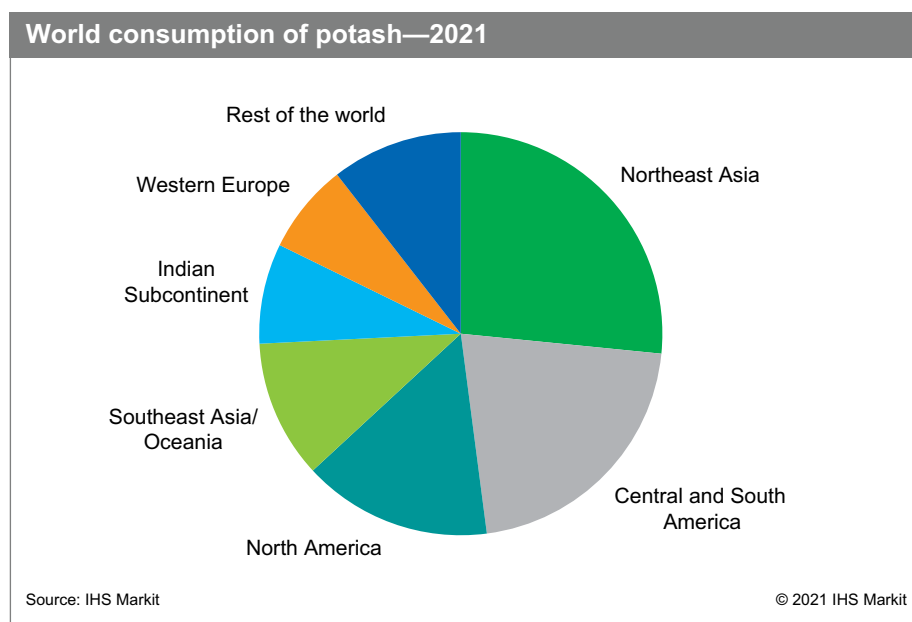 World consumption of potash—2021
Rest of the world
Northeast Asia
Western Europe
Indian
Subcontinent
Southeast Asia/
Oceania
Central and South
America
North America
Source: IHS Markit
© 2021 IHS Markit